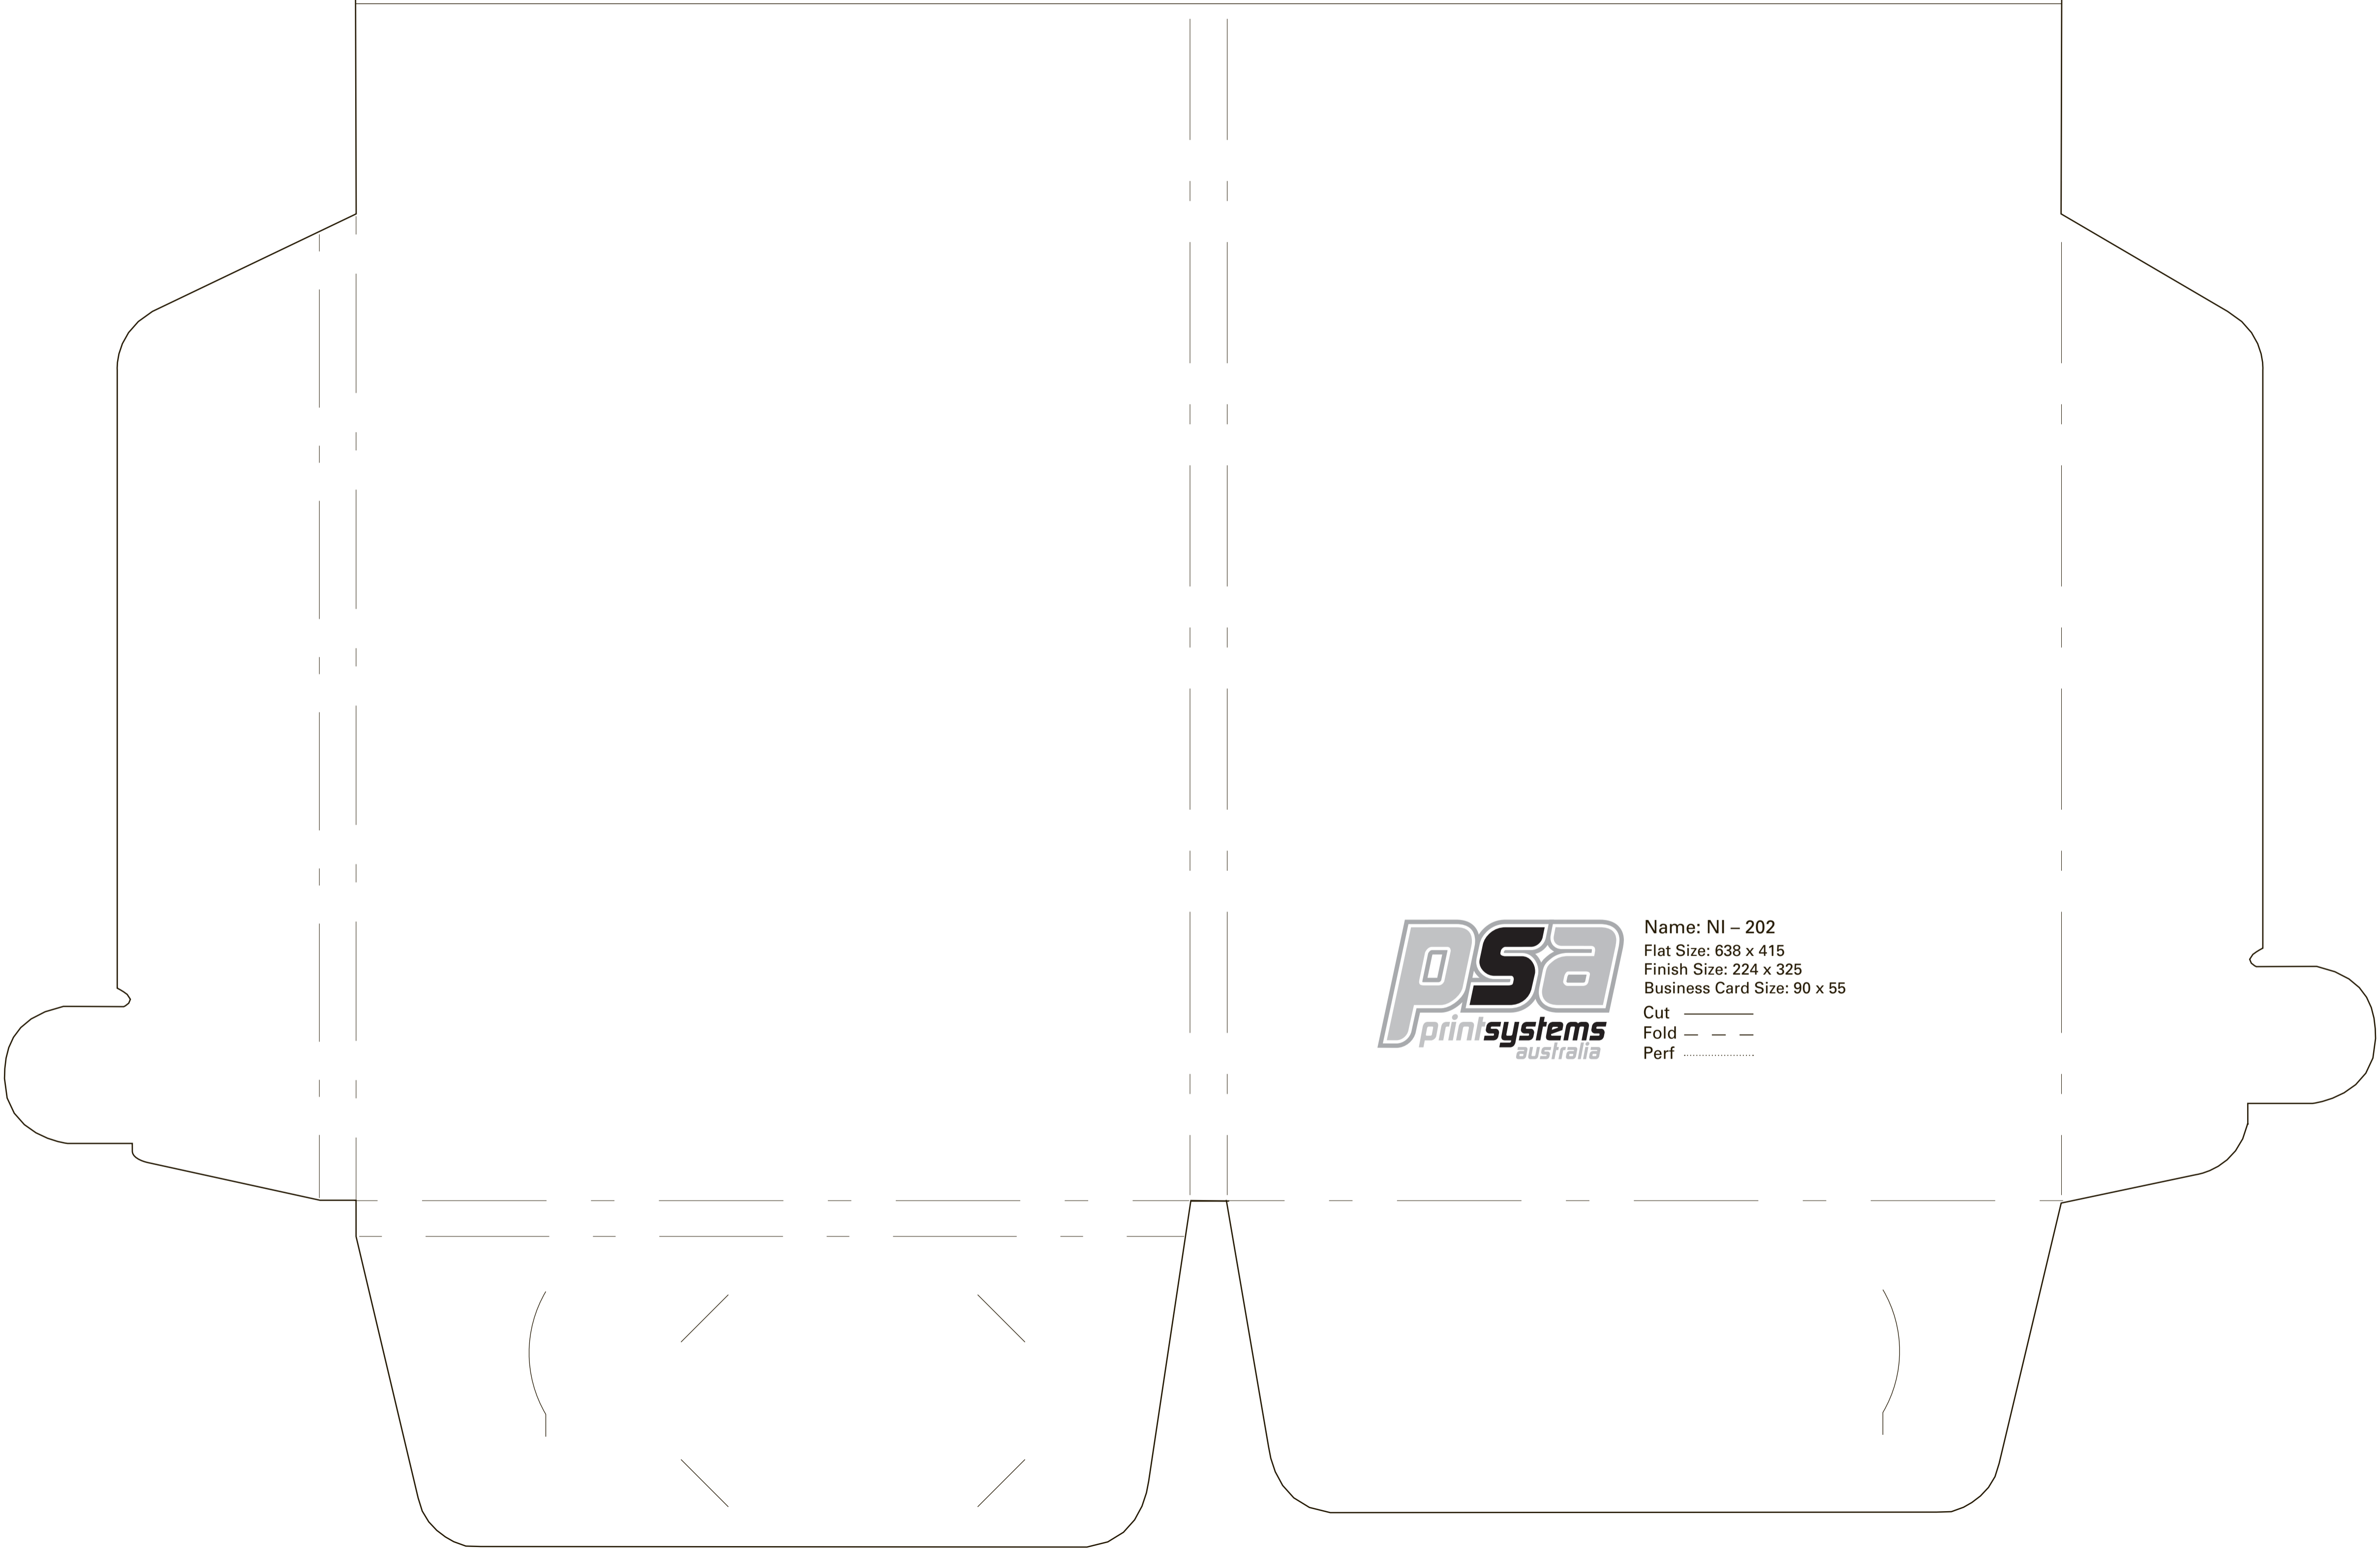 psa
printsystems
australia
Name: NI – 202
Flat Size: 638 x 415
Finish Size: 224 x 325
Business Card Size: 90 x 55
Cut
Fold
Perf